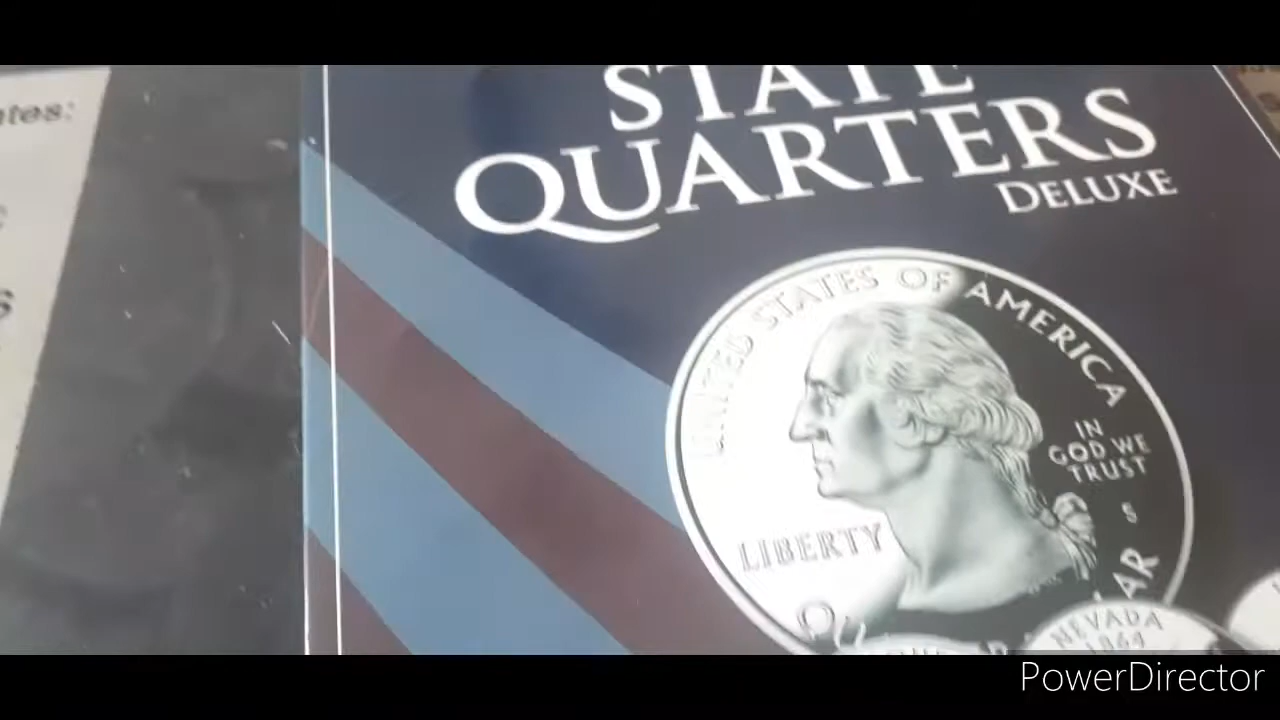 STATE
QUARTERS
DELUXE
UNITED STATES OF AMERICA
IN
GOD WE
TRUST
S
LIBERTY
NEVADA
1864
PowerDirector